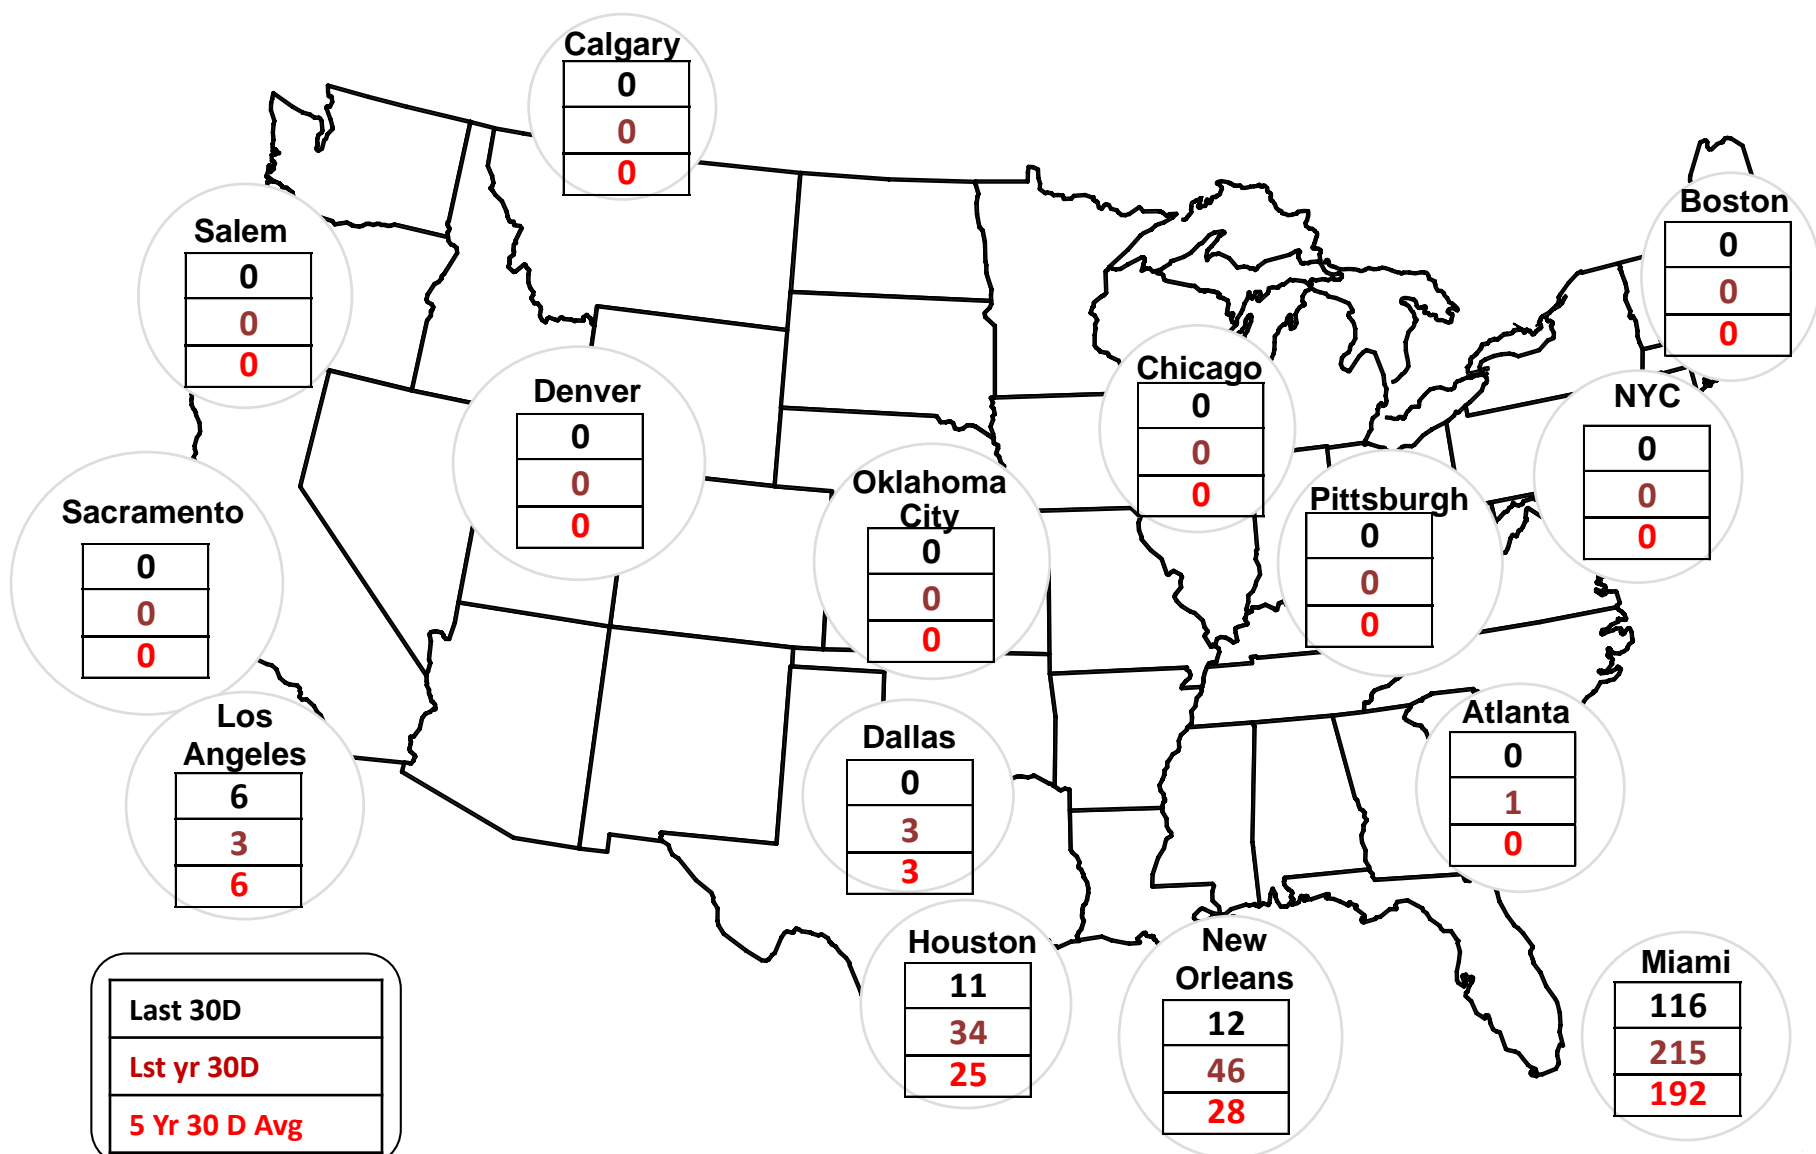 Calgary
0
0
0
Salem
0
0
0
Boston
0
0
0
Denver
0
0
0
Chicago
0
0
0
NYC
0
0
0
Oklahoma
City
0
0
0
Pittsburgh
0
0
0
Sacramento
0
0
0
Los
Angeles
6
3
6
Dallas
0
3
3
Atlanta
0
1
0
Houston
11
34
25
New
Orleans
12
46
28
Miami
116
215
192
Last 30D
Lst yr 30D
5 Yr 30 D Avg